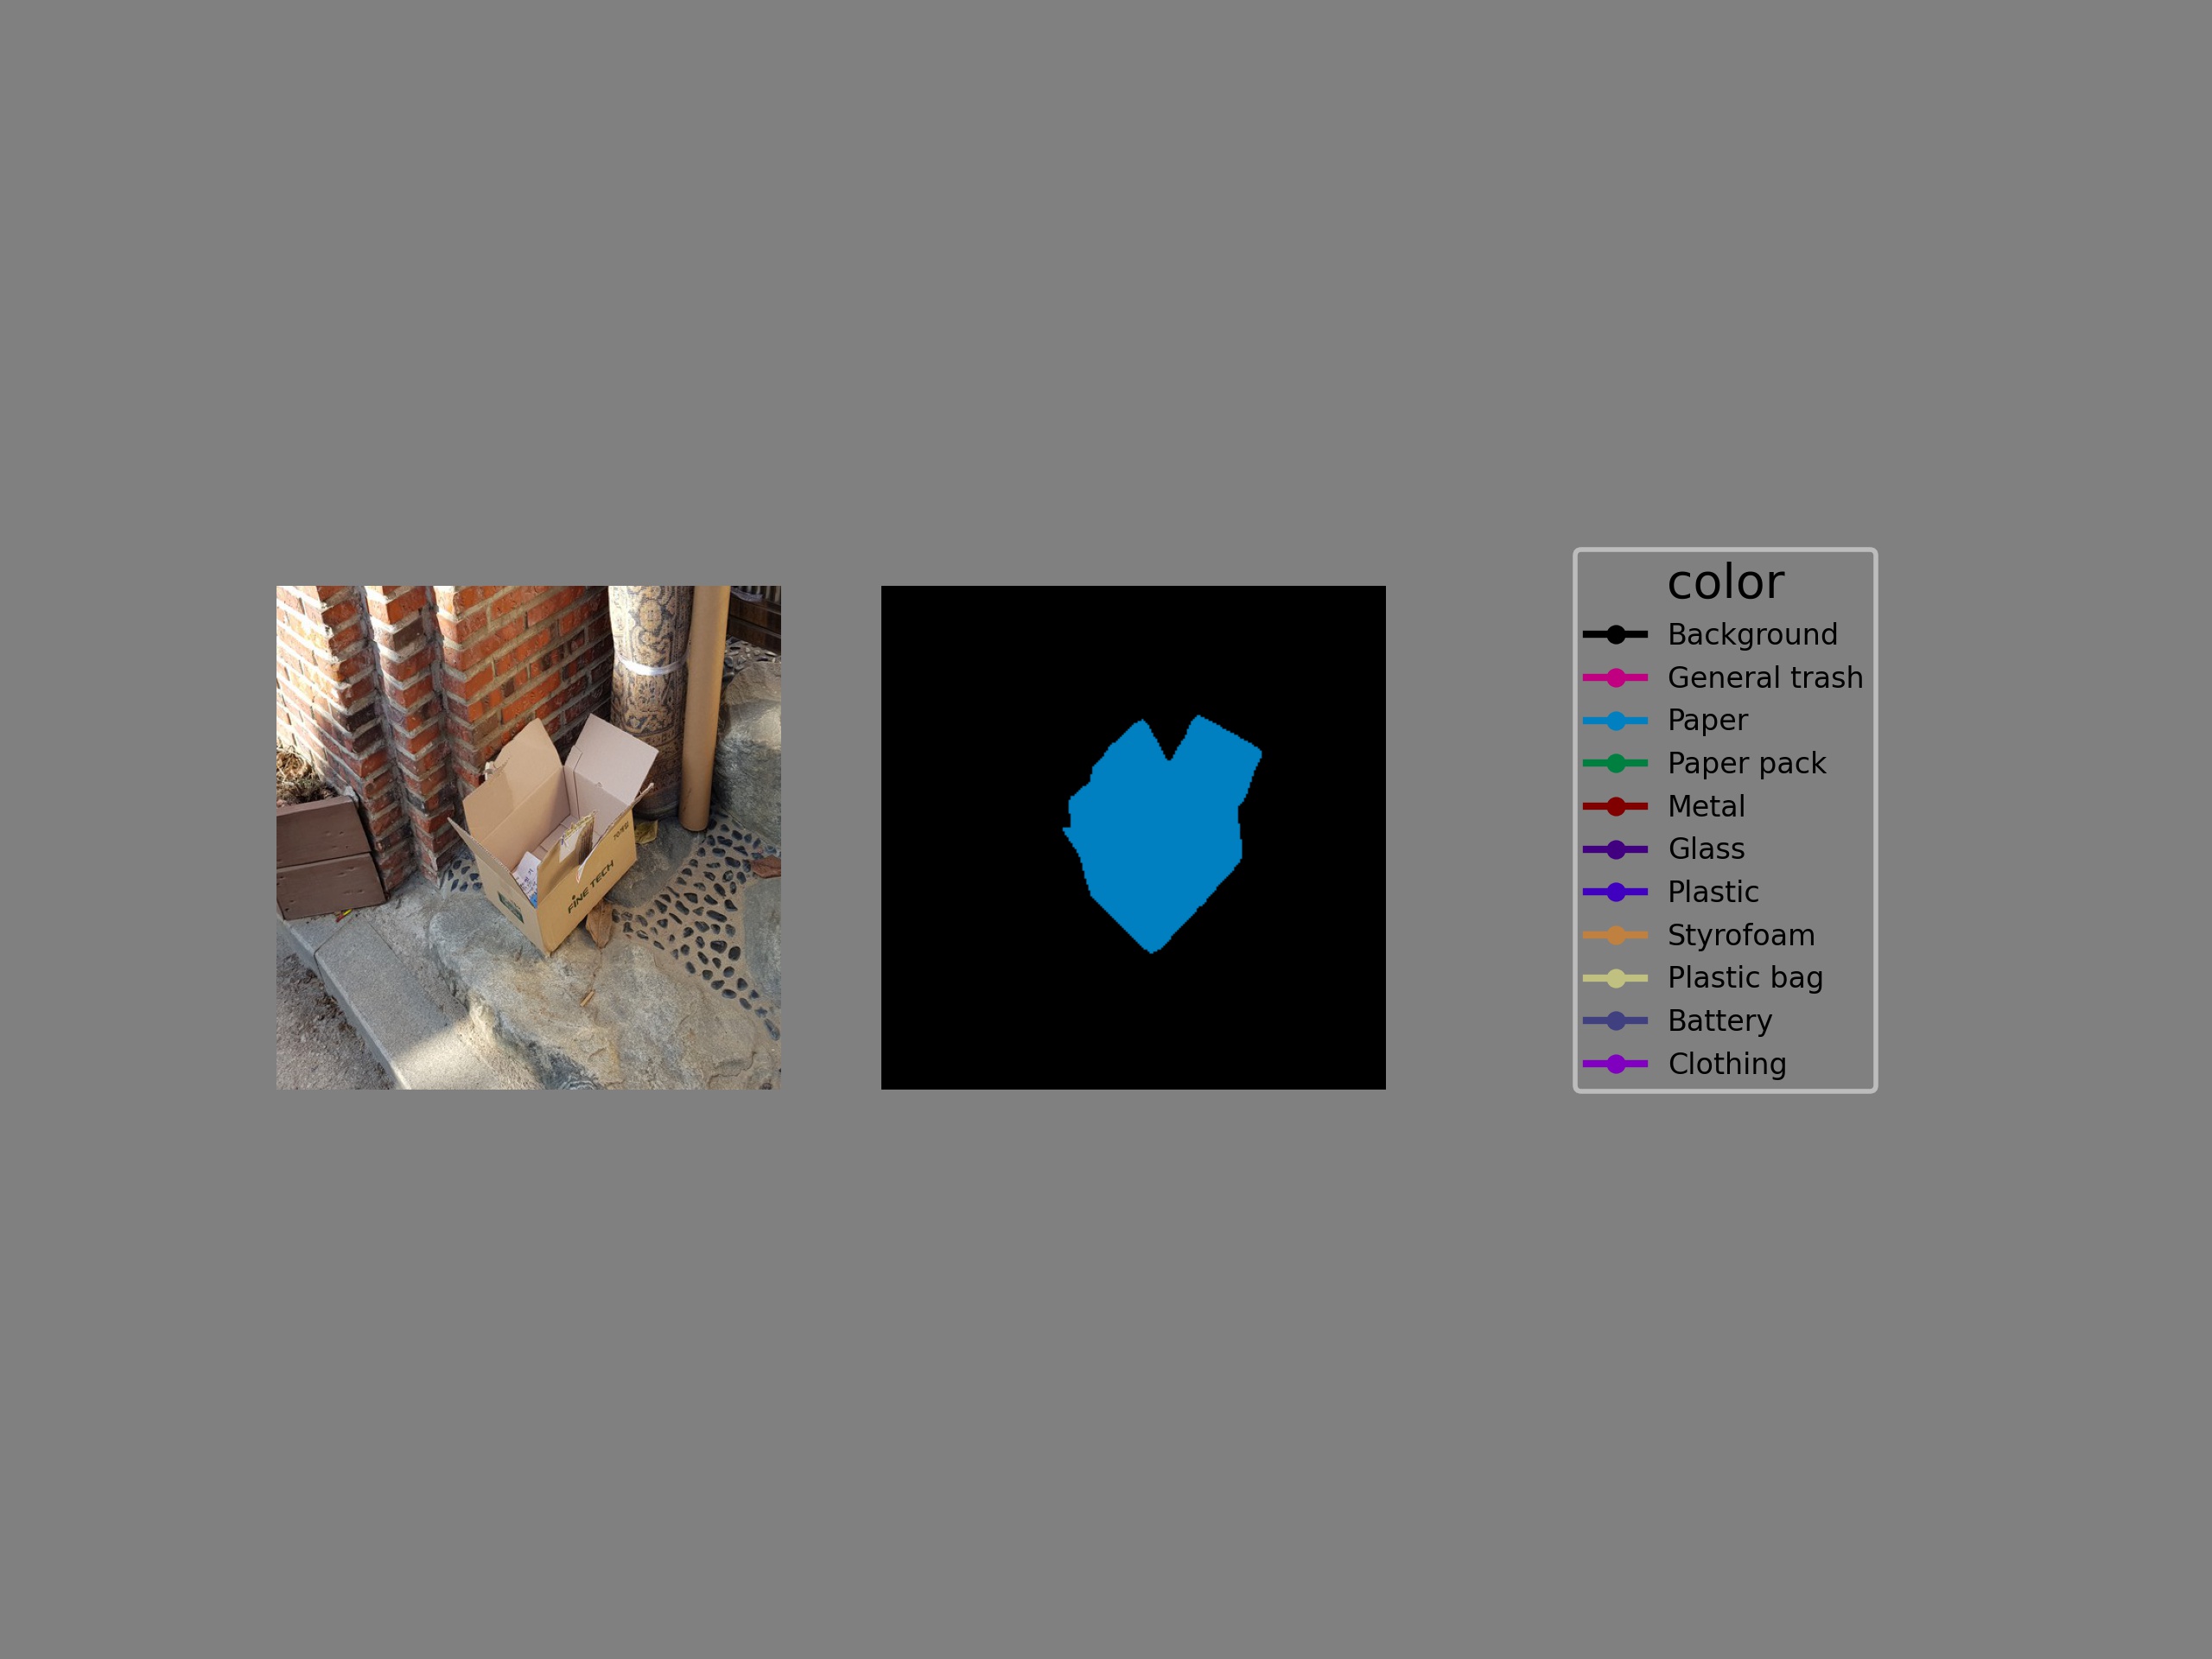 FINE TECH
color
Background
General trash
Paper
Paper pack
Metal
Glass
Plastic
Styrofoam
Plastic bag
Battery
Clothing